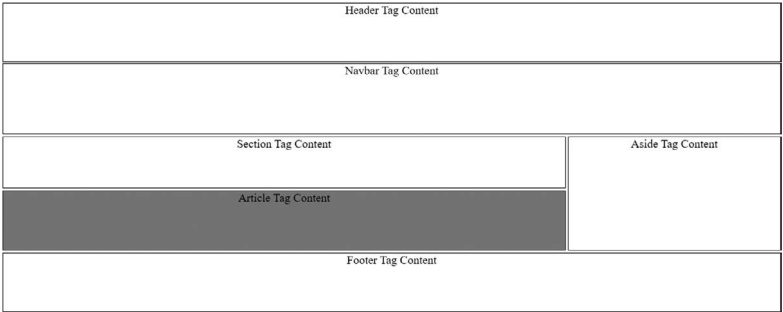 Header Tag Content
Navbar Tag Content
Section Tag Content
Aside Tag Content
Article Tag Content
Footer Tag Content